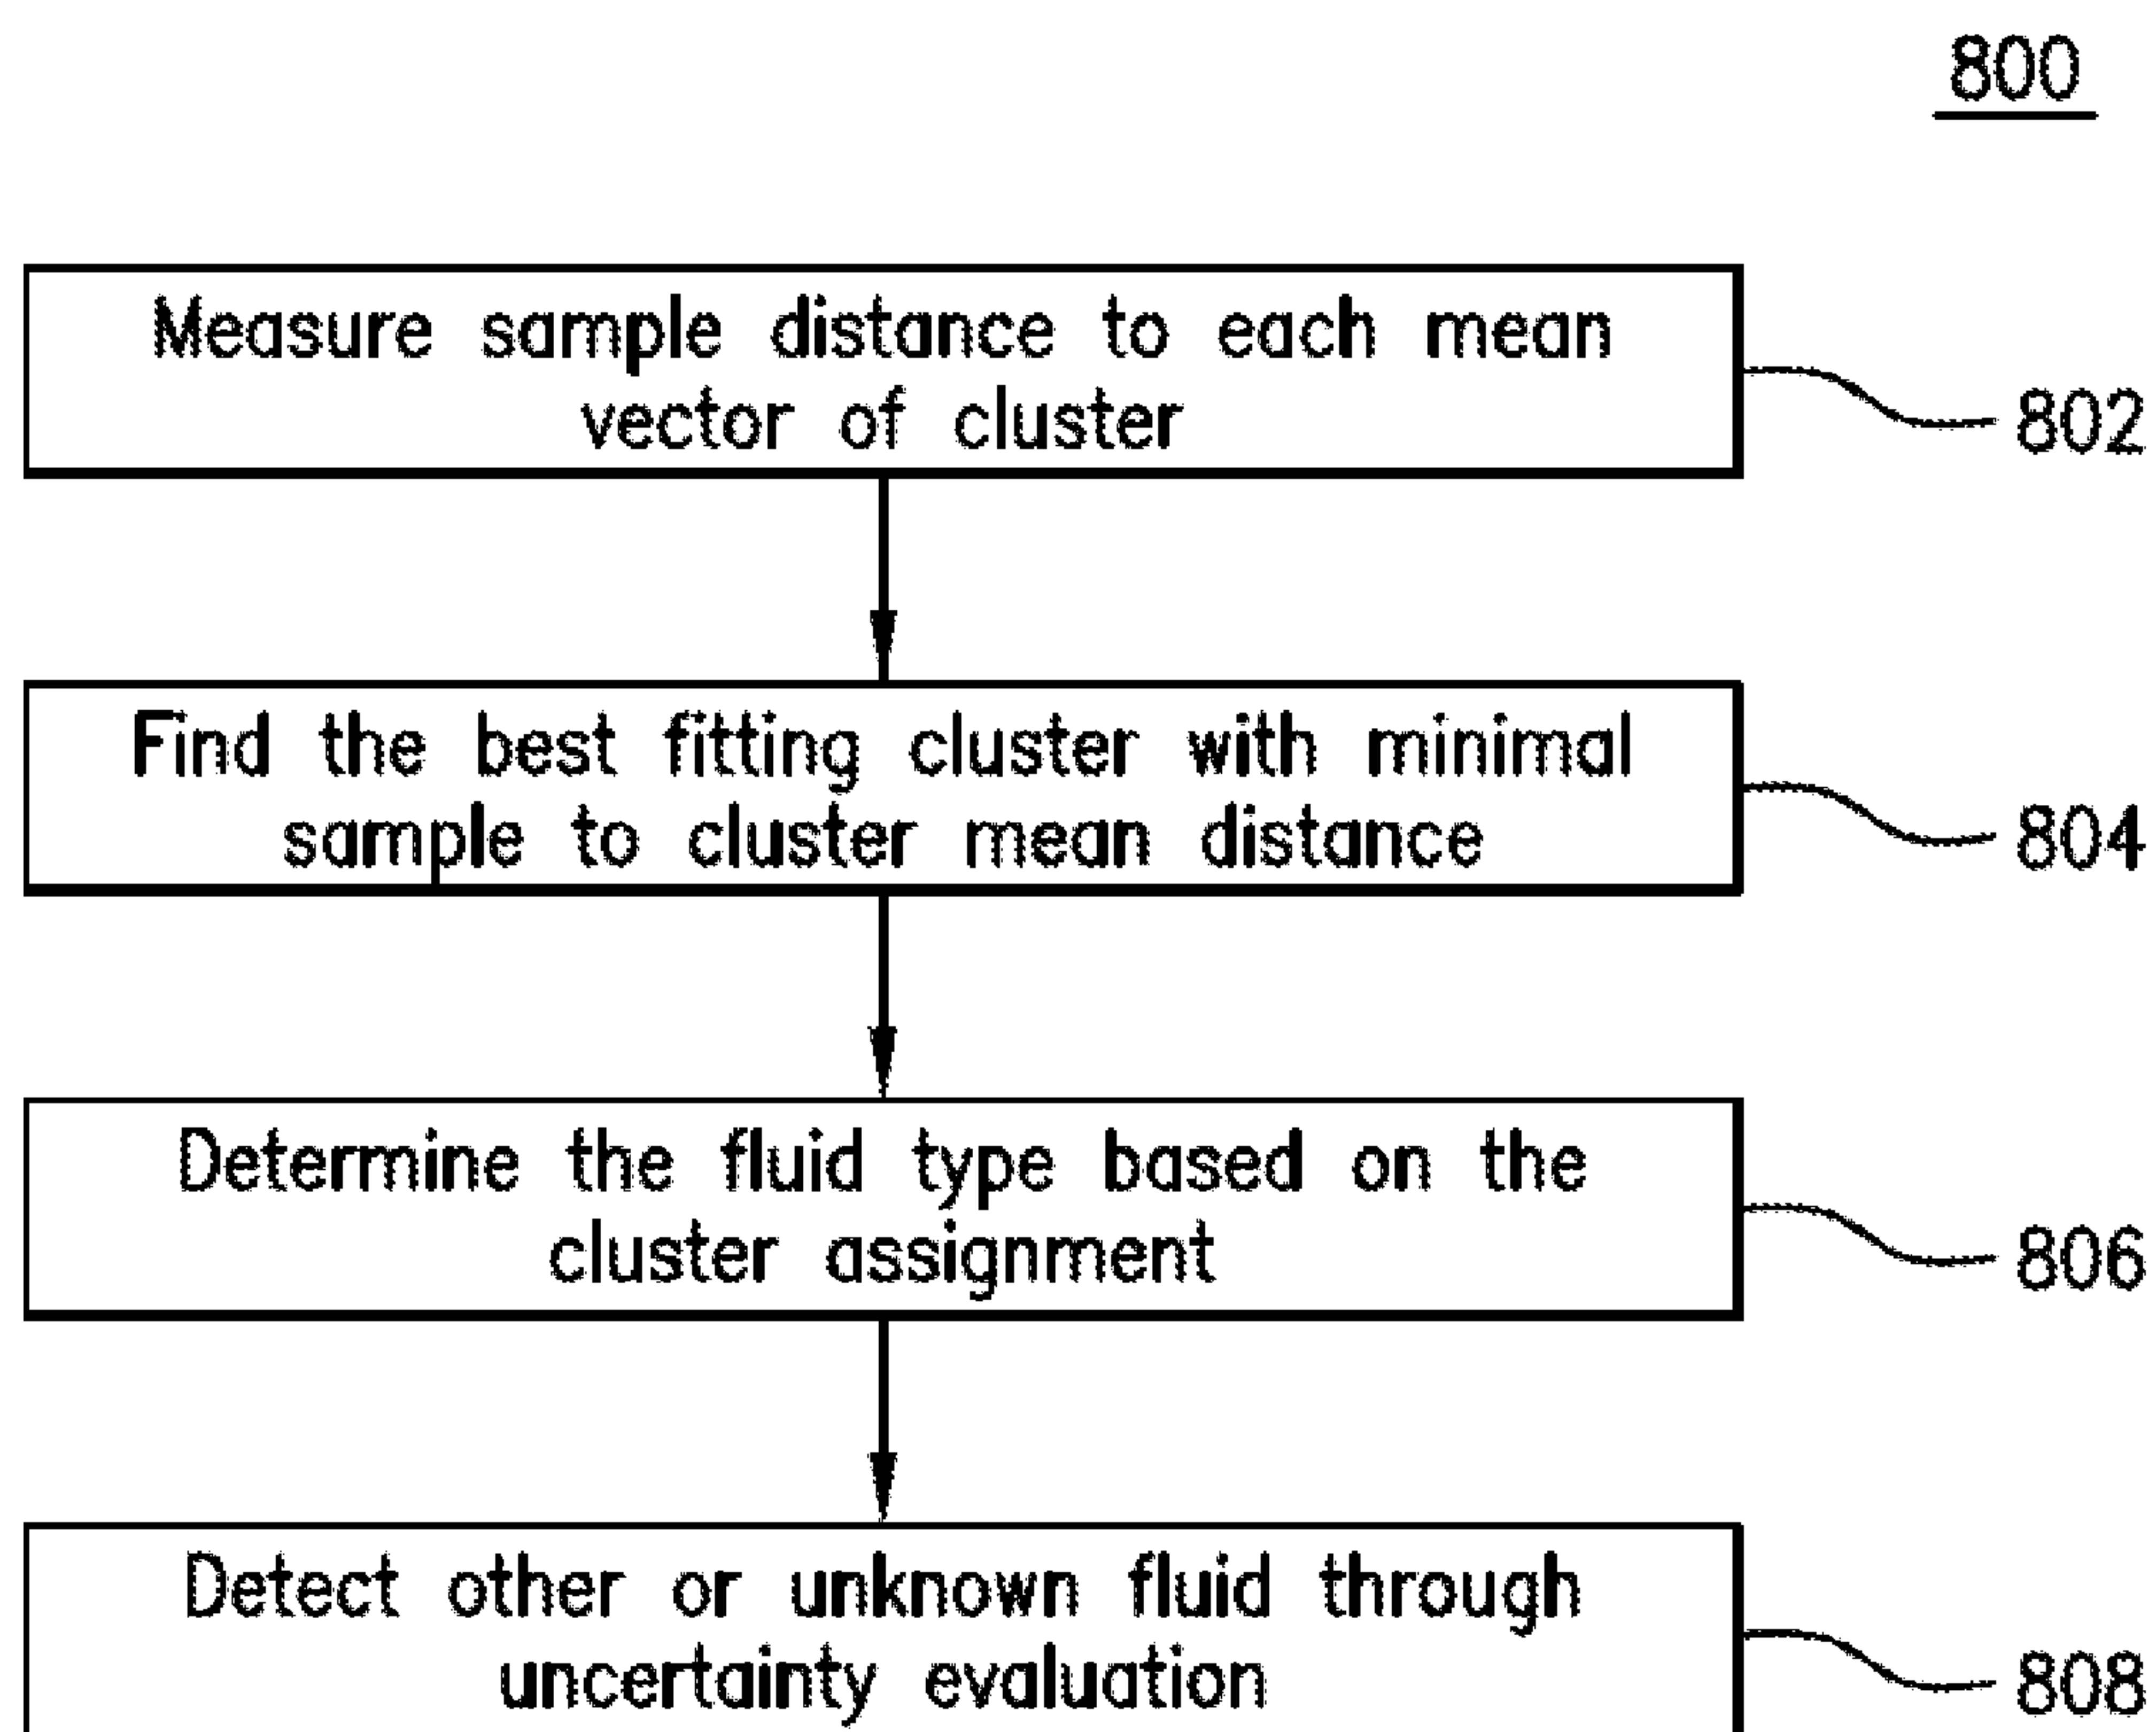 800
Measure sample distance to each mean
vector of cluster
802
Find the best fitting cluster with minimal
sample to cluster mean distance
804
Determine the fluid type based on the
cluster assignment
806
Detect other or unknown fluid through
uncertainty evaluation
808